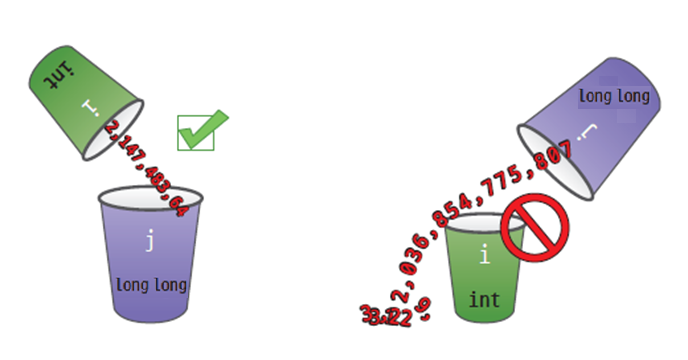 int
i
2,147,483,64
j
long long
long long
j
2,036,854,775,807
i
int